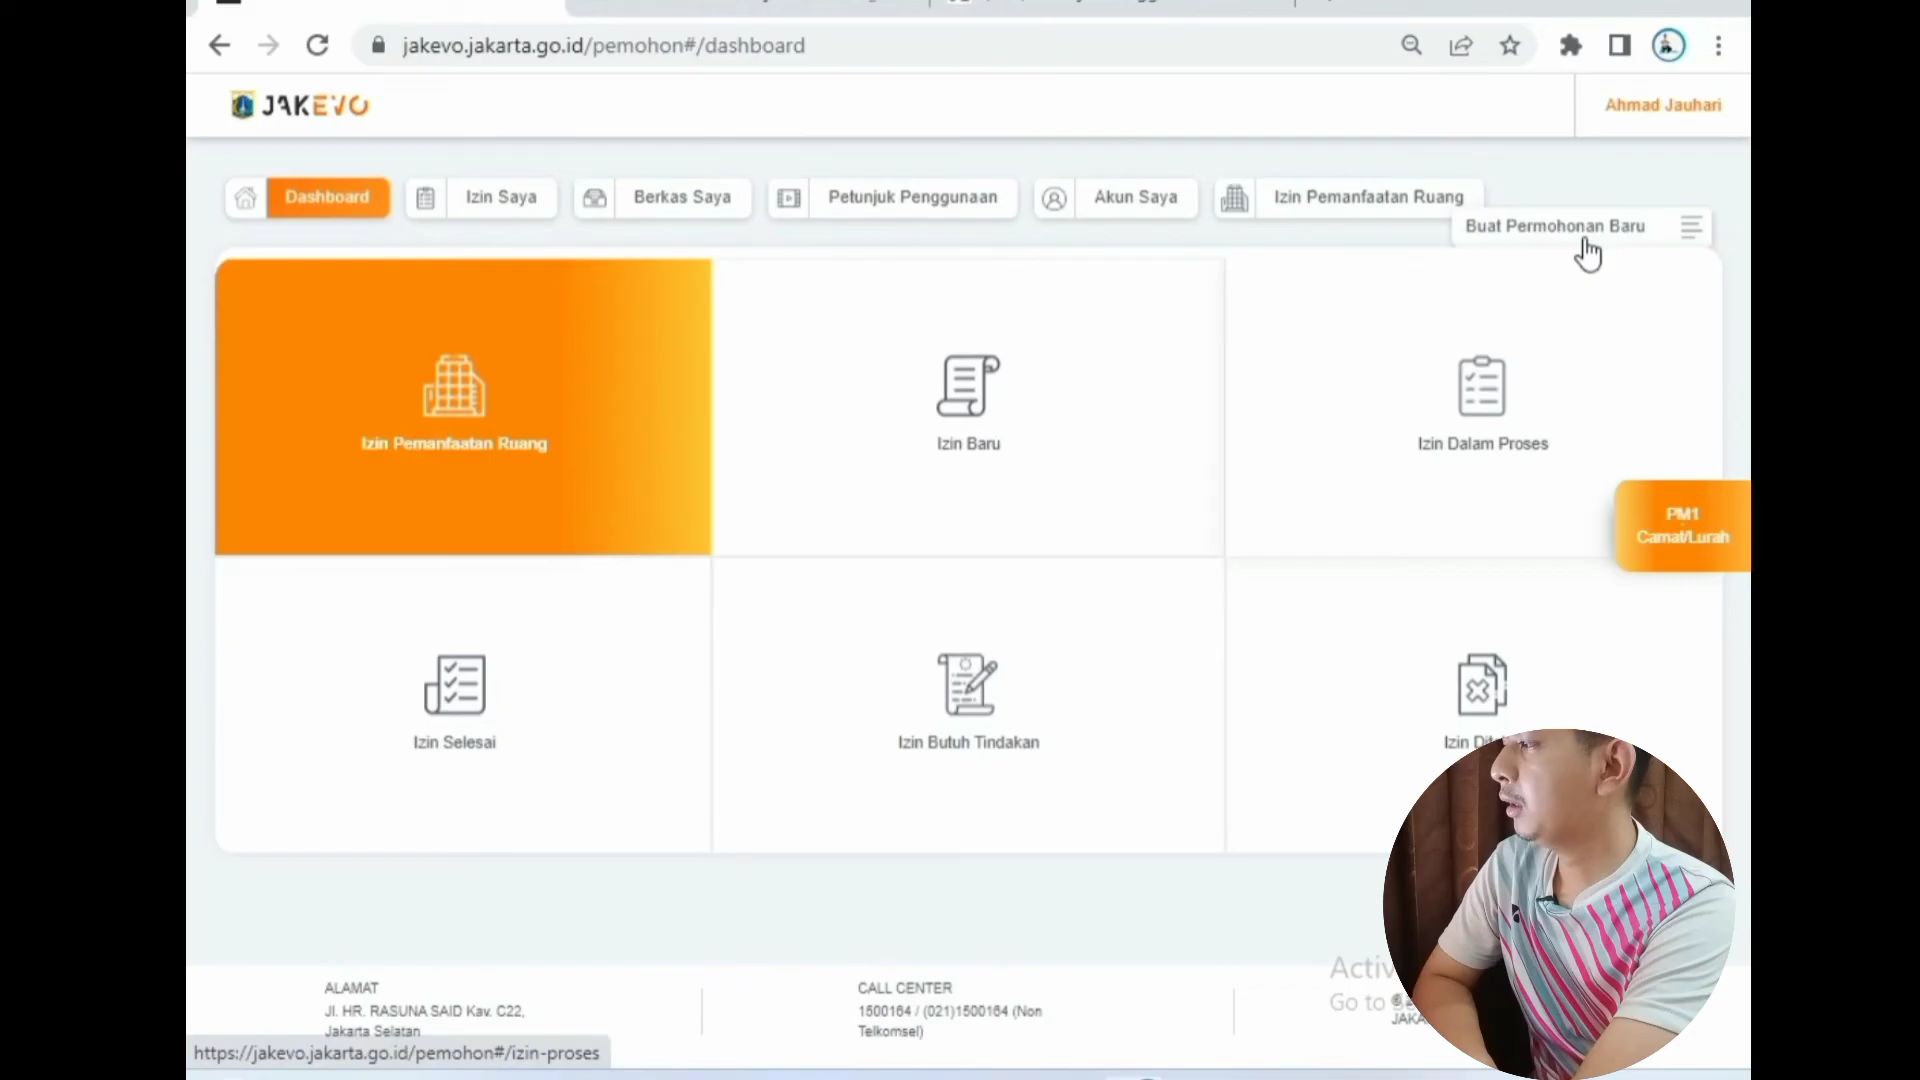 jakevo.jakarta.go.id/pemohon#/dashboard
JAKEVO
Ahmad Jauhari
Dashboard
Izin Saya
Berkas Saya
Petunjuk Penggunaan
Akun Saya
Izin Pemanfaatan Ruang
Buat Permohonan Baru
Izin Pemanfaatan Ruang
Izin Baru
Izin Dalam Proses
PM1
Camat/Lurah
Izin Selesai
Izin Butuh Tindakan
Izin
ALAMAT
Jl. HR. RASUNA SAID Kav. C22,
Jakarta Selatan
CALL CENTER
1500164 / (021)1500164 (Non
Telkomsel)
Go to
https://jakevo.jakarta.go.id/pemohon#/izin-proses